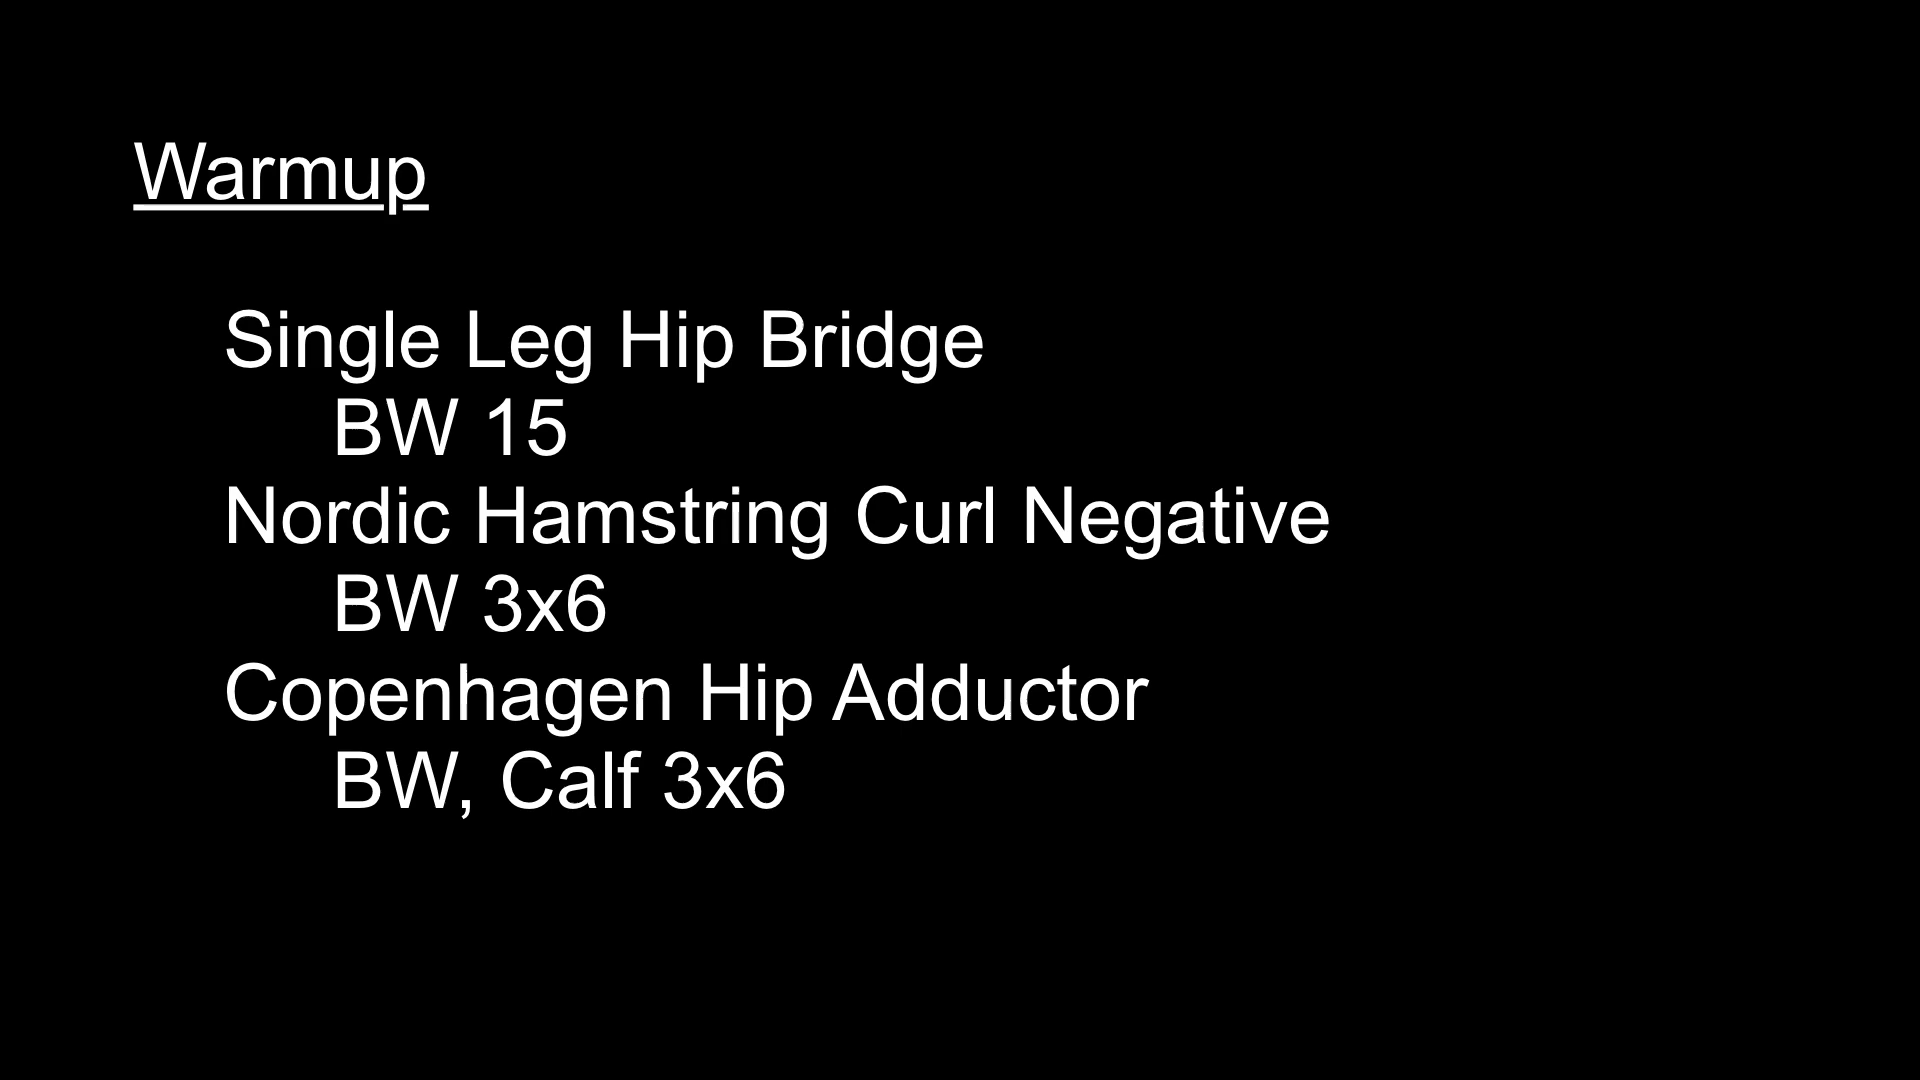 Warmup
Single Leg Hip Bridge
BW 15
Nordic Hamstring Curl Negative
BW 3x6
Copenhagen Hip Adductor
BW, Calf 3x6